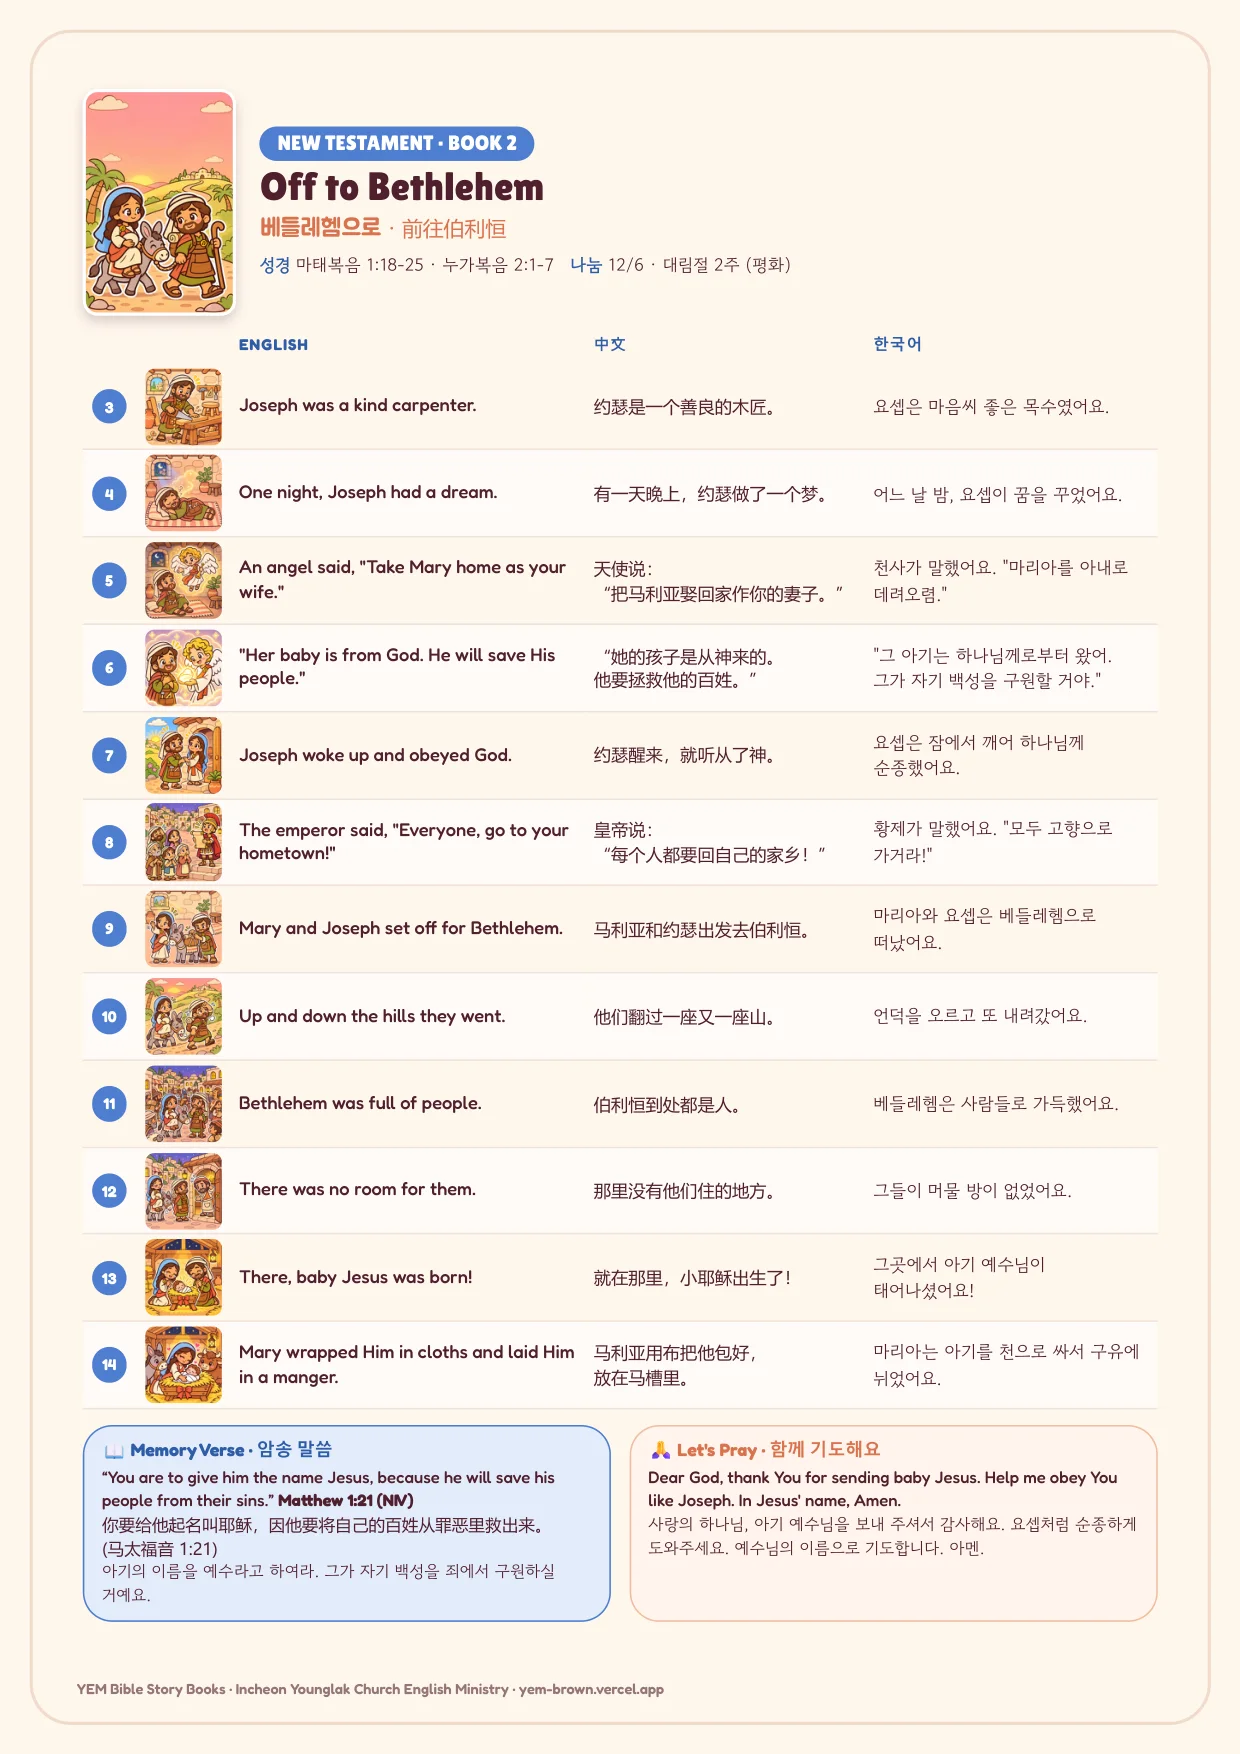 NEW TESTAMENT · BOOK 2
Off to Bethlehem
베들레헴으로 · 前往伯利恒
성경 마태복음 1:18-25 · 누가복음 2:1-7 나눔 12/6 · 대림절 2주 (평화)
ENGLISH 中文 한국어
3 Joseph was a kind carpenter. 约瑟是一个善良的木匠。 요셉은 마음씨 좋은 목수였어요.
4 One night, Joseph had a dream. 有一天晚上，约瑟做了一个梦。 어느 날 밤, 요셉이 꿈을 꾸었어요.
5 An angel said, "Take Mary home as your
wife."
天使说：
“把马利亚娶回家作你的妻子。”
천사가 말했어요. "마리아를 아내로
데려오렴."
6 "Her baby is from God. He will save His
people."
“她的孩子是从神来的。
他要拯救他的百姓。”
"그 아기는 하나님께로부터 왔어.
그가 자기 백성을 구원할 거야."
7 Joseph woke up and obeyed God. 约瑟醒来，就听从了神。 요셉은 잠에서 깨어 하나님께
순종했어요.
8 The emperor said, "Everyone, go to your
hometown!"
皇帝说：
“每个人都要回自己的家乡！”
황제가 말했어요. "모두 고향으로
가거라!"
9 Mary and Joseph set off for Bethlehem. 马利亚和约瑟出发去伯利恒。 마리아와 요셉은 베들레헴으로
떠났어요.
10 Up and down the hills they went. 他们翻过一座又一座山。 언덕을 오르고 또 내려갔어요.
11 Bethlehem was full of people. 伯利恒到处都是人。 베들레헴은 사람들로 가득했어요.
12 There was no room for them. 那里没有他们住的地方。 그들이 머물 방이 없었어요.
13 There, baby Jesus was born! 就在那里，小耶稣出生了！ 그곳에서 아기 예수님이
태어나셨어요!
14 Mary wrapped Him in cloths and laid Him
in a manger.
马利亚用布把他包好，
放在马槽里。
마리아는 아기를 천으로 싸서 구유에
뉘었어요.
📖 Memory Verse · 암송 말씀
“You are to give him the name Jesus, because he will save his
people from their sins.” Matthew 1:21 (NIV)
你要给他起名叫耶稣，因他要将自己的百姓从罪恶里救出来。
(马太福音 1:21)
아기의 이름을 예수라고 하여라. 그가 자기 백성을 죄에서 구원하실
거예요.
🙏 Let's Pray · 함께 기도해요
Dear God, thank You for sending baby Jesus. Help me obey You
like Joseph. In Jesus' name, Amen.
사랑의 하나님, 아기 예수님을 보내 주셔서 감사해요. 요셉처럼 순종하게
도와주세요. 예수님의 이름으로 기도합니다. 아멘.
YEM Bible Story Books · Incheon Younglak Church English Ministry · yem-brown.vercel.app